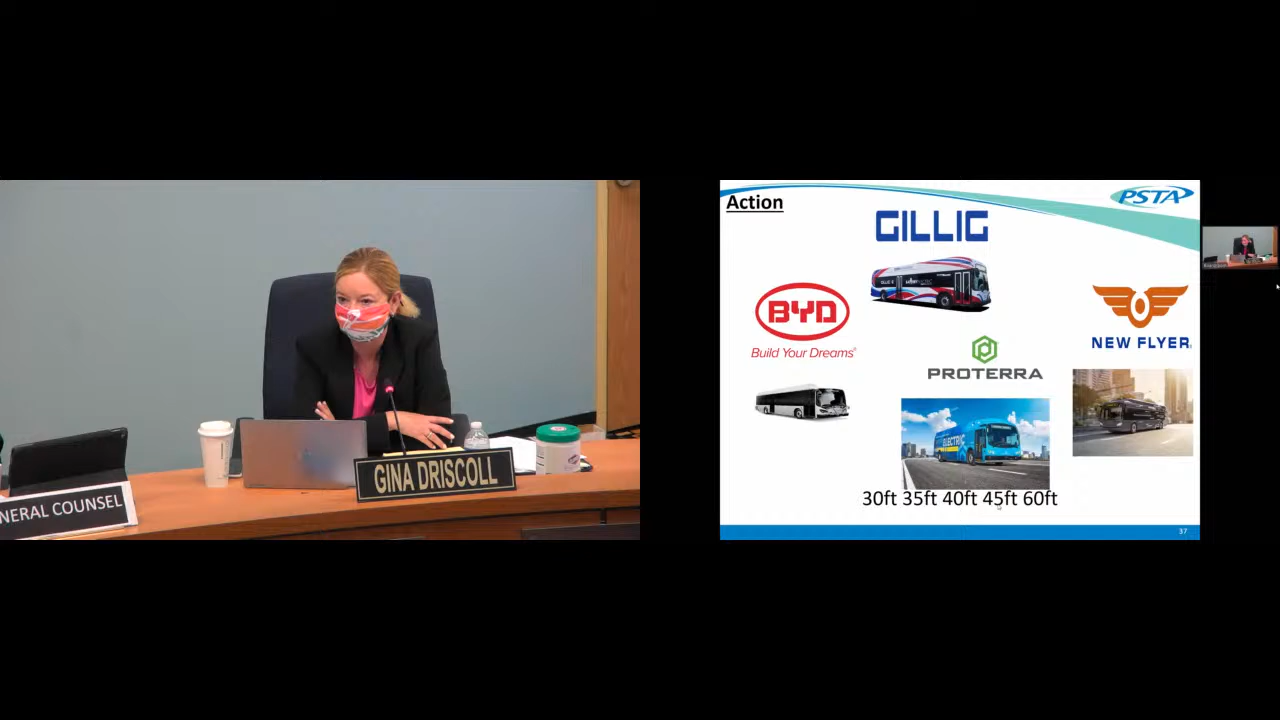 NERAL COUNSEL
GINA DRISCOLL
Action
PSTA
GILLIG
BYD
Build Your Dreams
PROTERRA
NEW FLYER
ELECTRIC
30ft 35ft 40ft 45ft 60ft
37